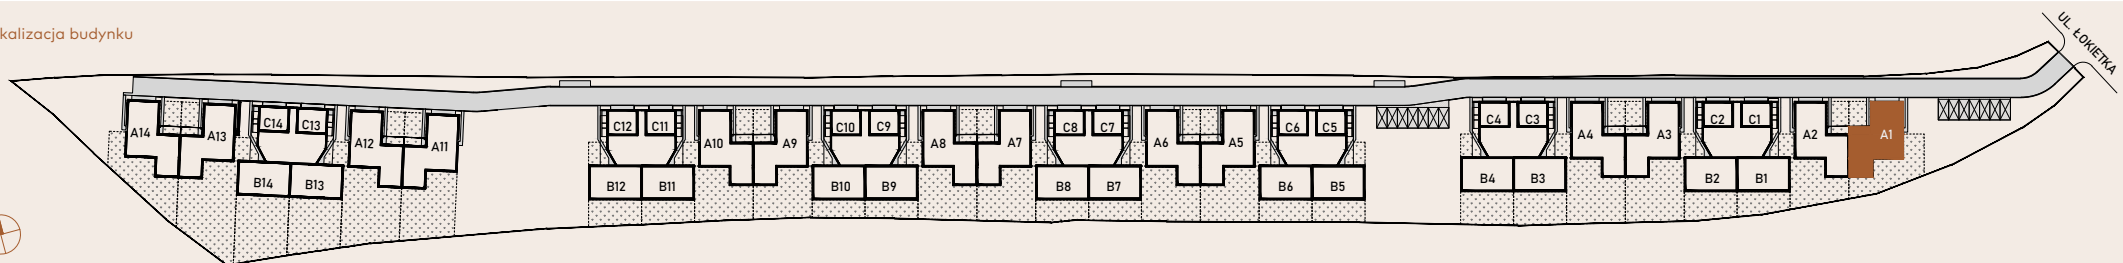 kalizacja budynku
UL. ŁOKIETKA
A14 A13 C14 C13 A12 A11 C12 C11 A10 A9 C10 C9 A8 A7 C8 C7 A6 A5 C6 C5 C4 C3 A4 A3 C2 C1 A2 A1
B14 B13 B12 B11 B10 B9 B8 B7 B6 B5 B4 B3 B2 B1